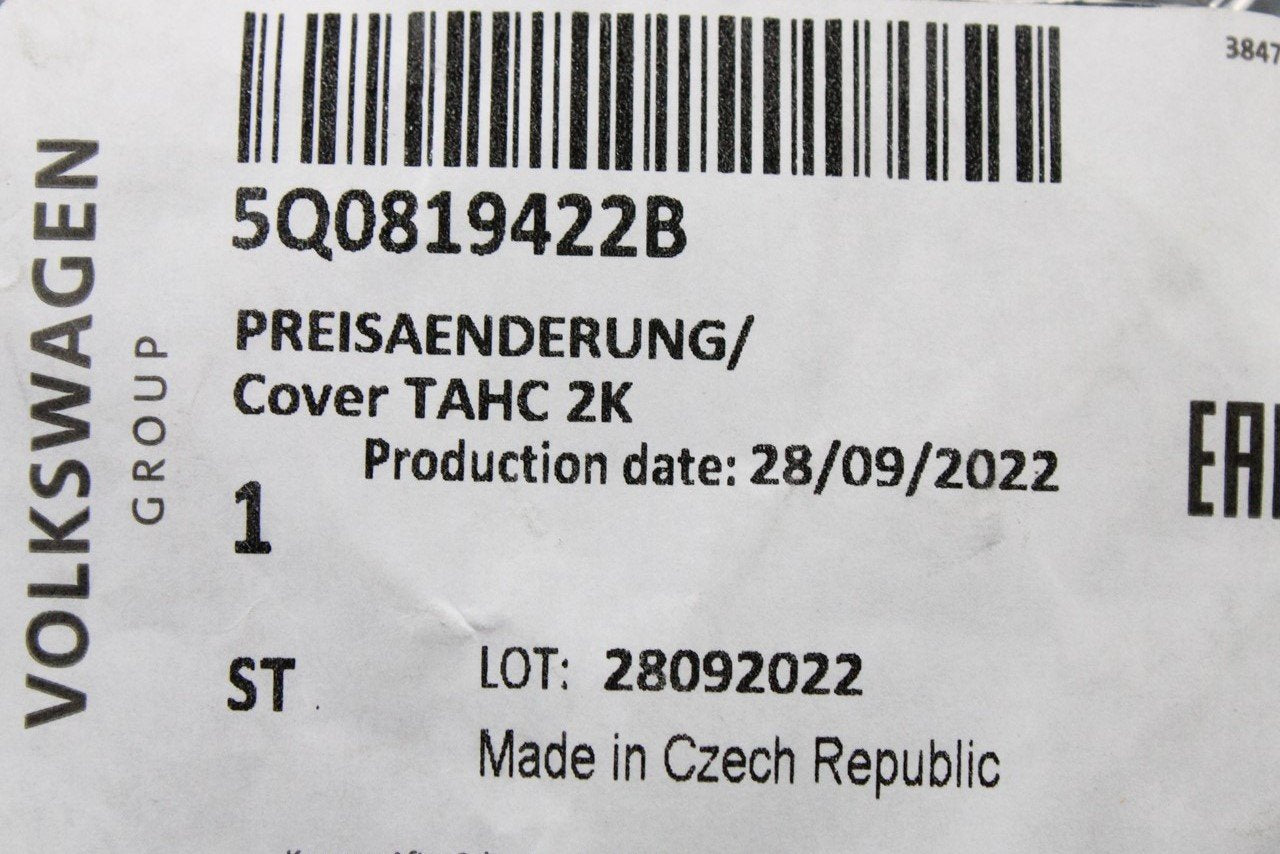 3847
5Q0819422B
PREISAENDERUNG/
Cover TAHC 2K
Production date: 28/09/2022
1
ST
LOT: 28092022
Made in Czech Republic
VOLKSWAGEN
GROUP